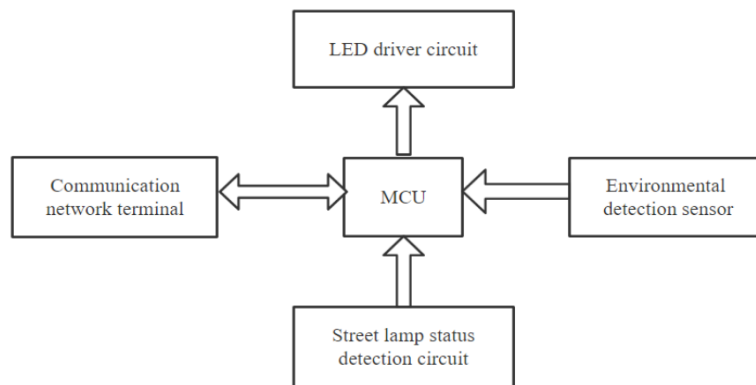 LED driver circuit
Communication
network terminal
MCU
Environmental
detection sensor
Street lamp status
detection circuit